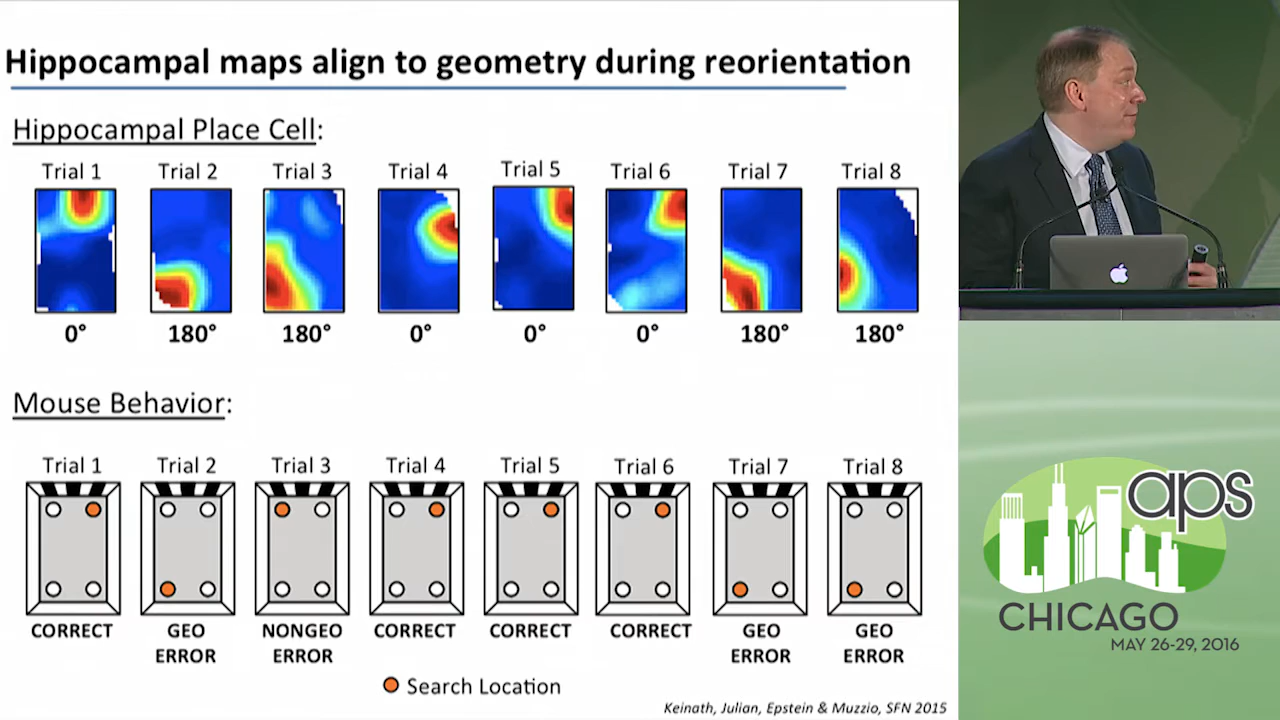 Hippocampal maps align to geometry during reorientation
Hippocampal Place Cell:
Trial 1 Trial 2 Trial 3 Trial 4 Trial 5 Trial 6 Trial 7 Trial 8
0° 180° 180° 0° 0° 0° 180° 180°
Mouse Behavior:
Trial 1 Trial 2 Trial 3 Trial 4 Trial 5 Trial 6 Trial 7 Trial 8
CORRECT GEO NONGEO CORRECT CORRECT CORRECT GEO GEO
ERROR ERROR ERROR ERROR
Search Location
Keinath, Julian, Epstein & Muzzio, SFN 2015
aps
CHICAGO
MAY 26-29, 2016